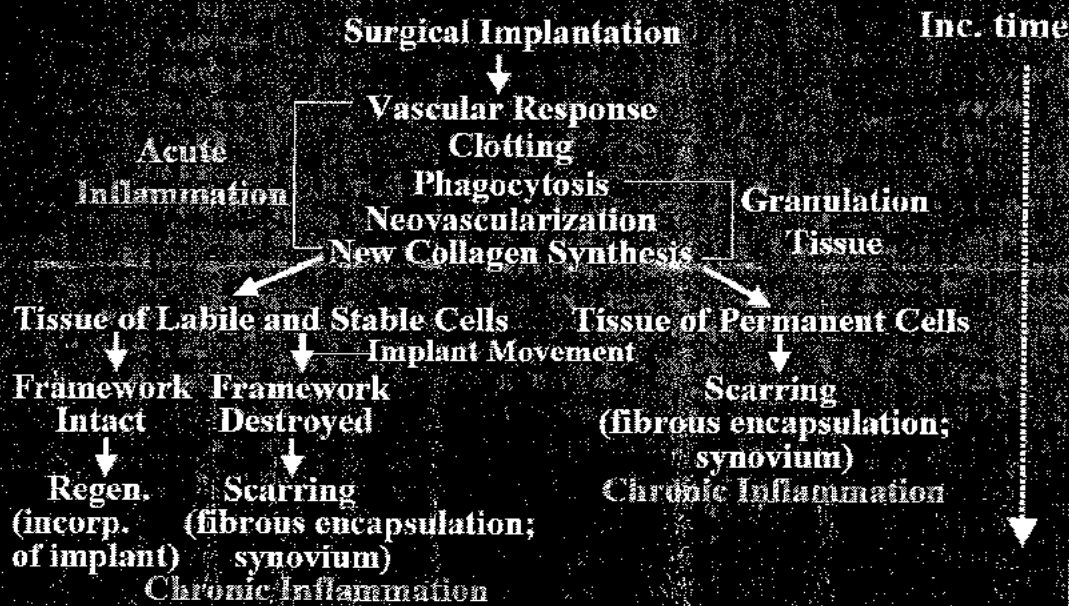 Surgical Implantation
Inc. time
Vascular Response
Clotting
Acute
Inflammation
Phagocytosis
Neovascularization
New Collagen Synthesis
Granulation
Tissue
Tissue of Labile and Stable Cells
Tissue of Permanent Cells
Implant Movement
Framework
Intact
Framework
Destroyed
Scarring
(fibrous encapsulation;
synovium)
Chronic Inflammation
Regen.
(incorp.
of implant)
Scarring
(fibrous encapsulation;
synovium)
Chronic Inflammation